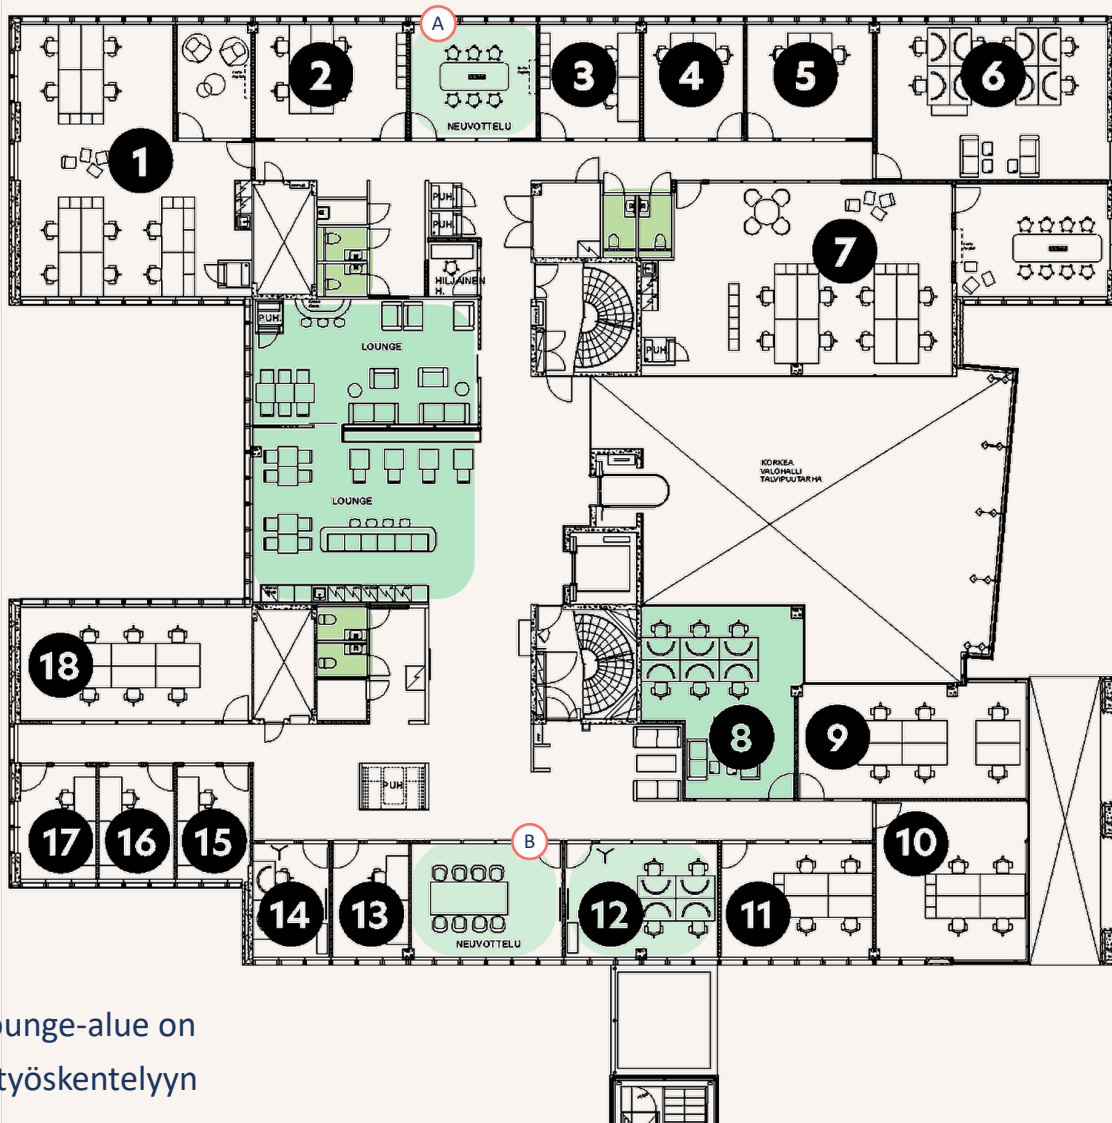 A
2
3
4
5
6
NEUVOTTELU
1
PUH.
PUH.
7
HILJAINEN
H.
PUH.
LOUNGE
PUH.
KORKEA
VALOHALLI
TALVIPUUTARHA
LOUNGE
18
8
9
PUH
17
16
15
B
10
14
13
12
11
NEUVOTTELU
ounge-alue on
työskentelyyn